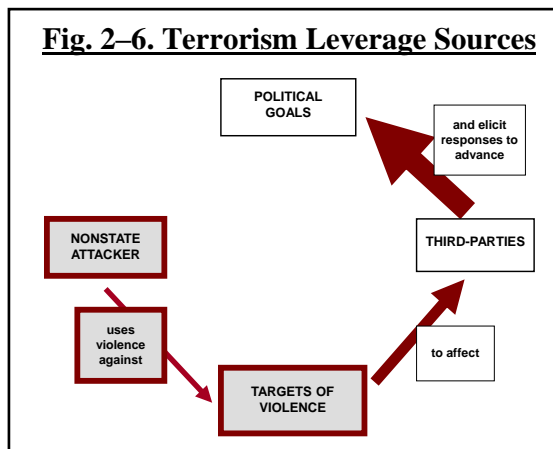 Fig. 2–6. Terrorism Leverage Sources
POLITICAL
GOALS
and elicit
responses to
advance
NONSTATE
ATTACKER
THIRD-PARTIES
uses
violence
against
to affect
TARGETS OF
VIOLENCE